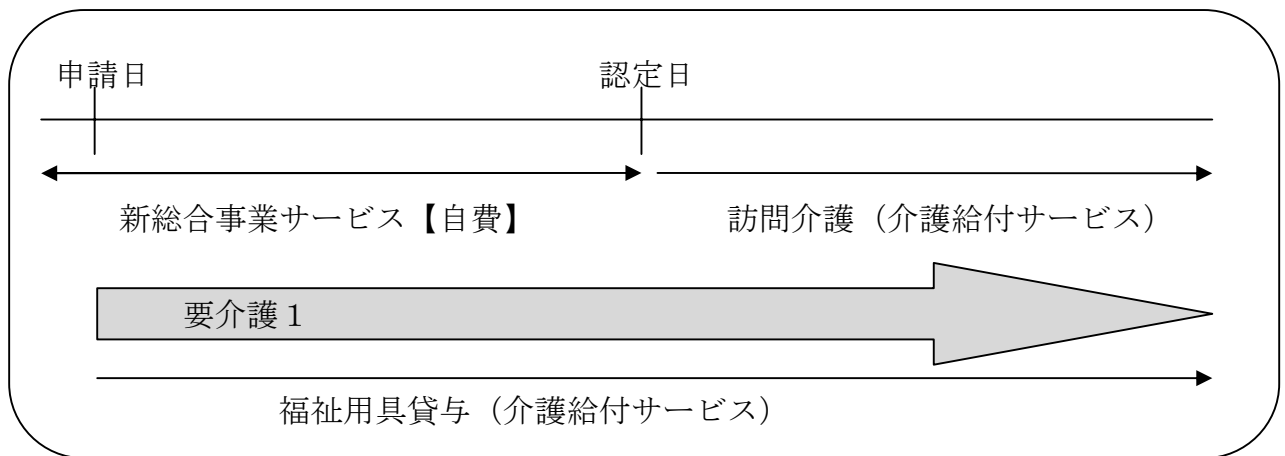 申請日
認定日
新総合事業サービス【自費】
訪問介護（介護給付サービス）
要介護１
福祉用具貸与（介護給付サービス）